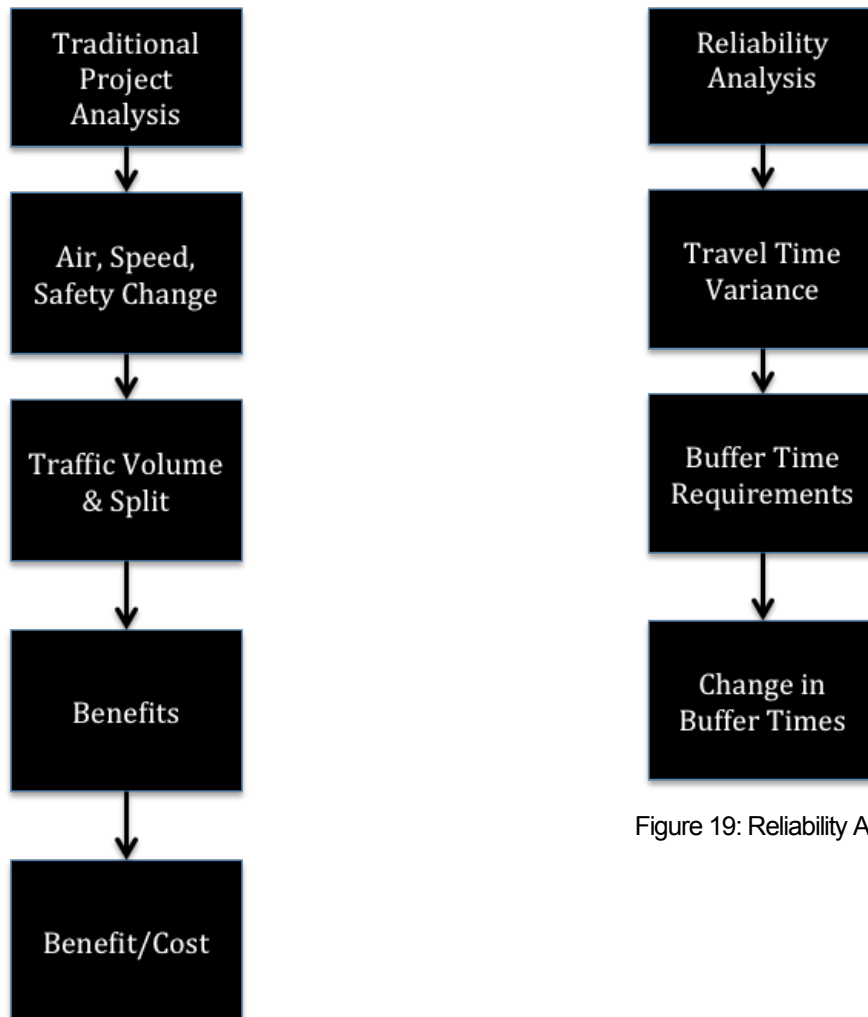 Traditional
Project
Analysis
Air, Speed,
Safety Change
Traffic Volume
& Split
Benefits
Benefit/Cost
Reliability
Analysis
Travel Time
Variance
Buffer Time
Requirements
Change in
Buffer Times
Figure 19: Reliability A